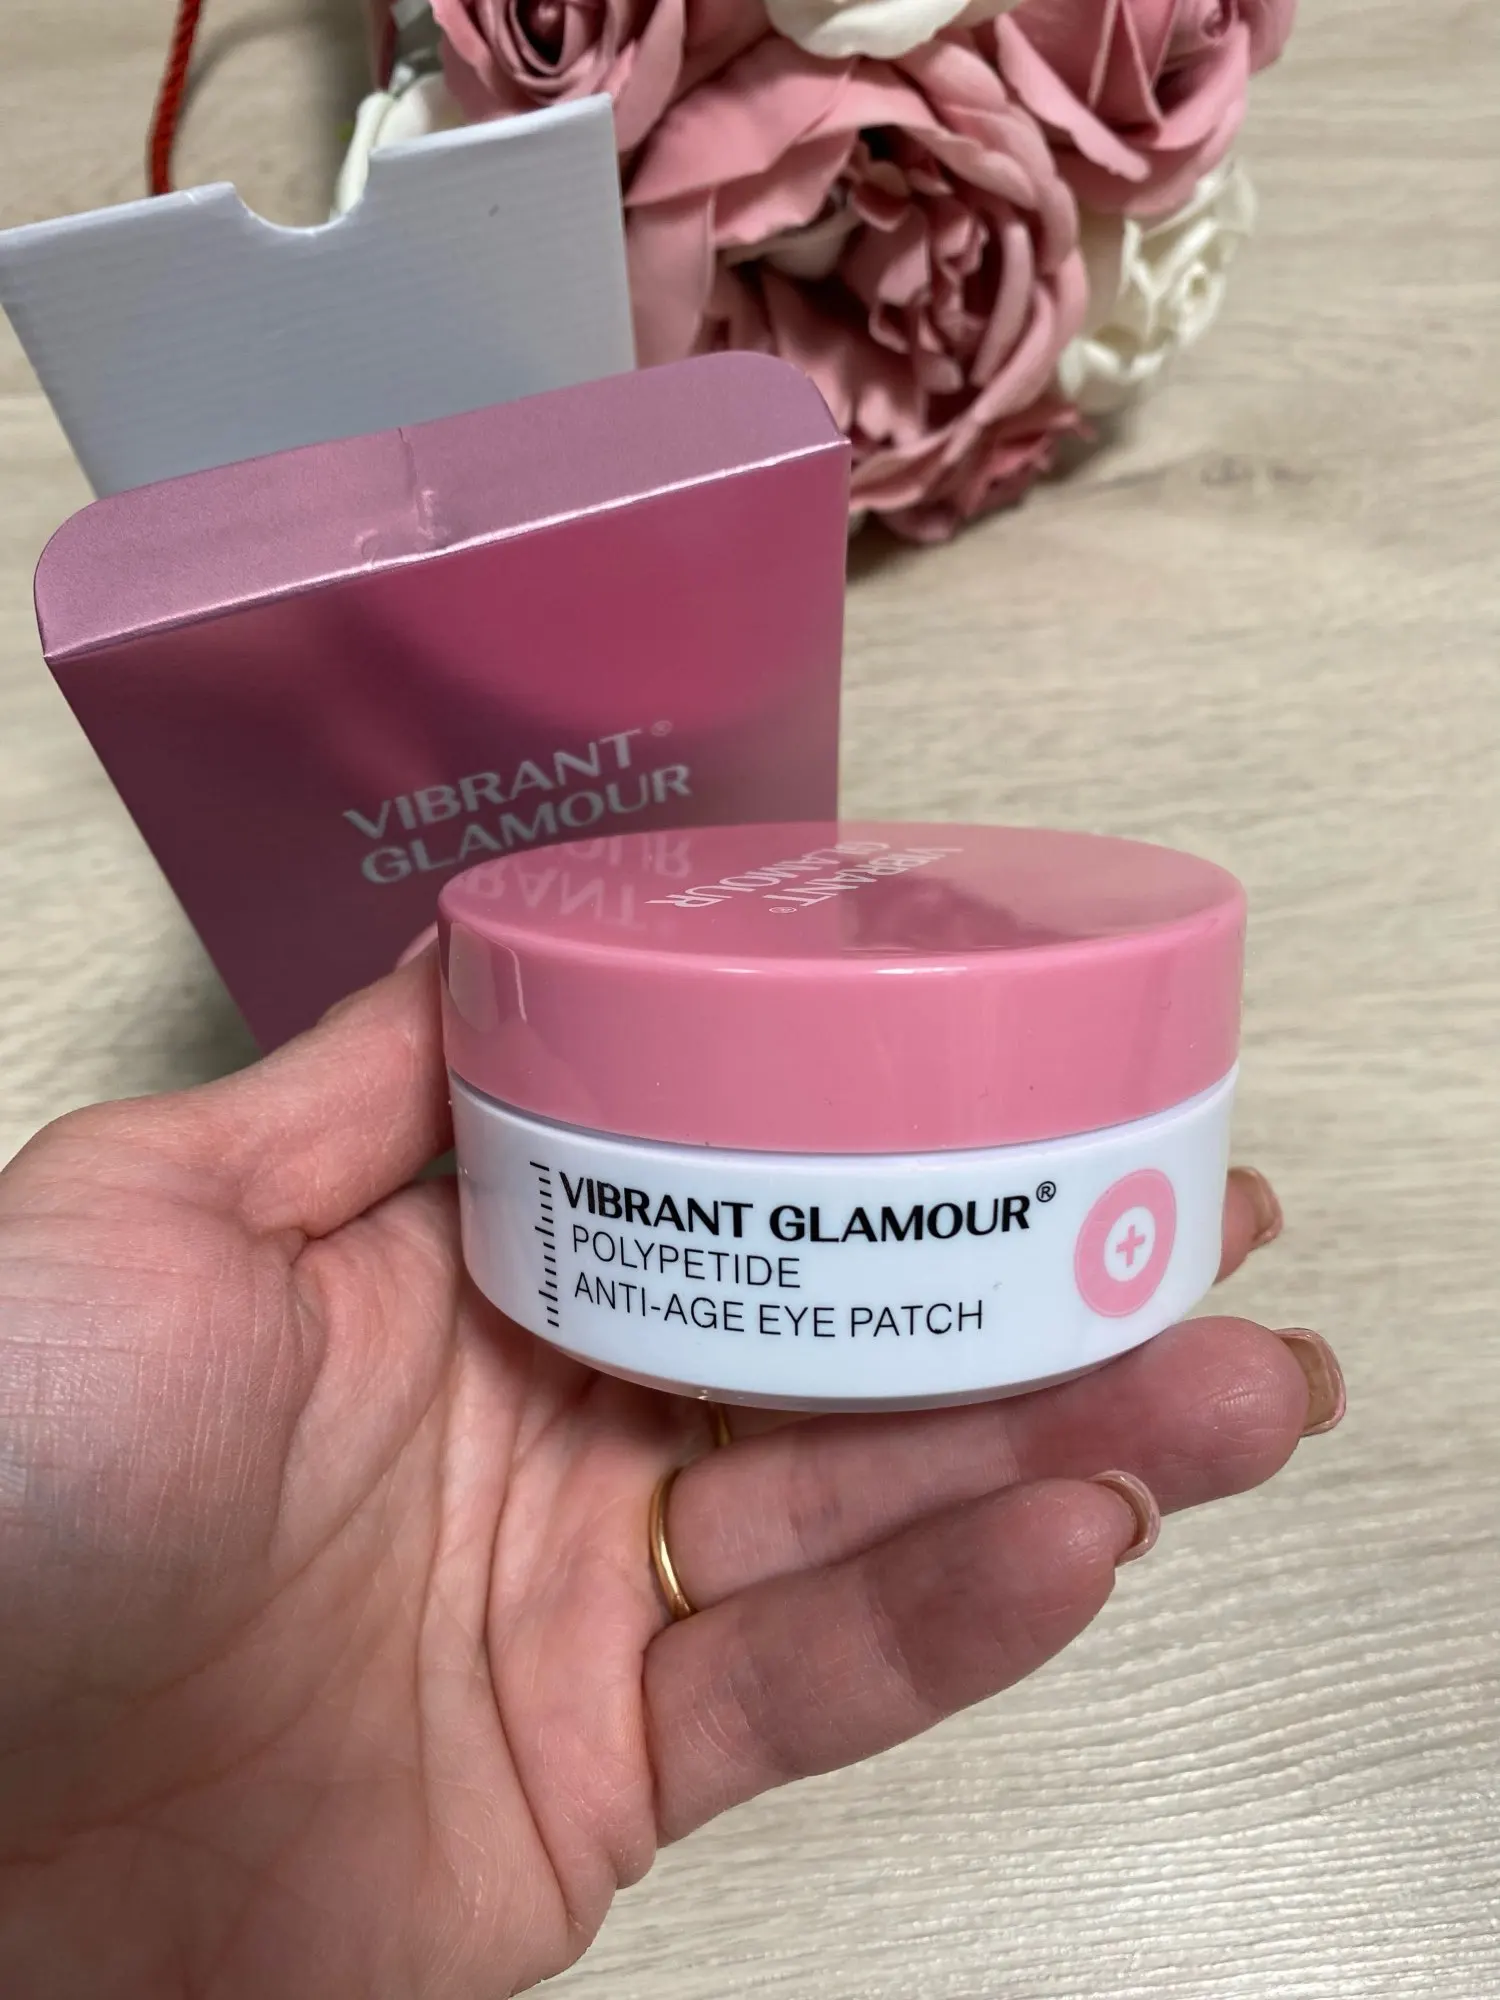 VIBRANT®
GLAMOUR
VIBRANT®
GLAMOUR
VIBRANT GLAMOUR®
POLYPETIDE
ANTI-AGE EYE PATCH